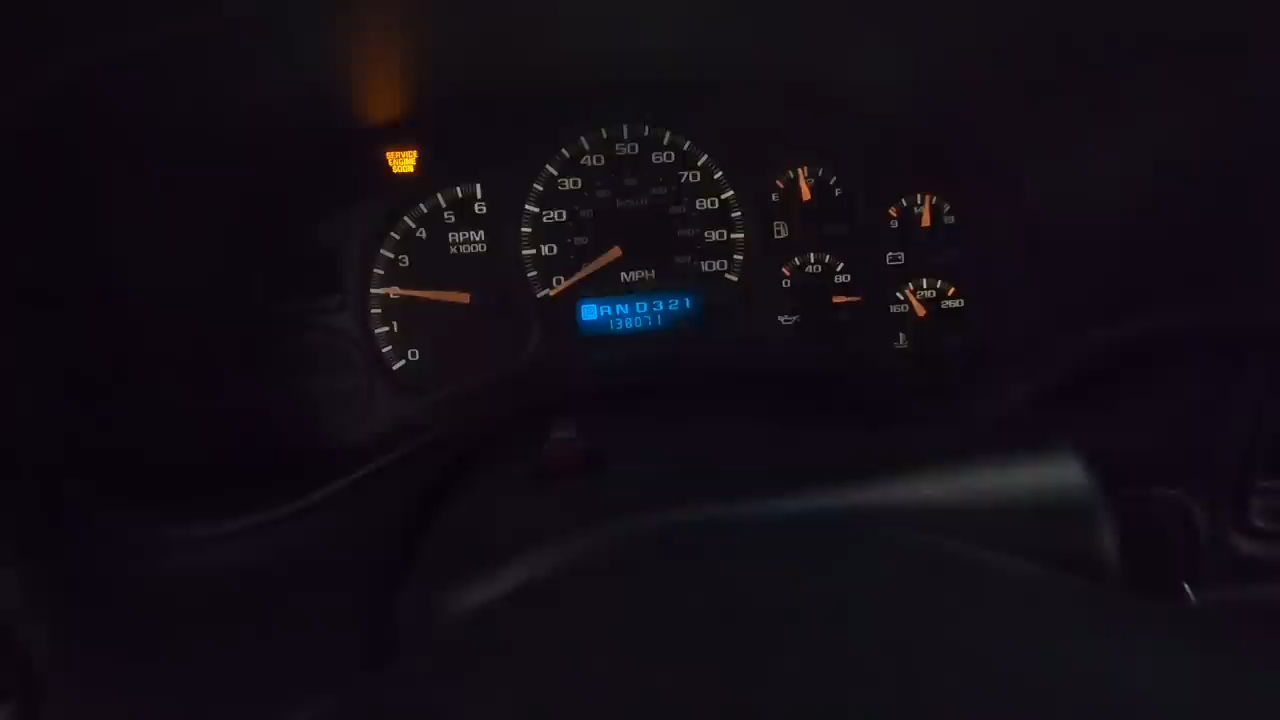 SERVICE
ENGINE
SOON
0 1 2 3 4 5 6
RPM
X1000
0 10 20 30 40 50 60 70 80 90 100
MPH
R N D 3 2 1
138071
E F
0 40 80
9 19
160 210 260